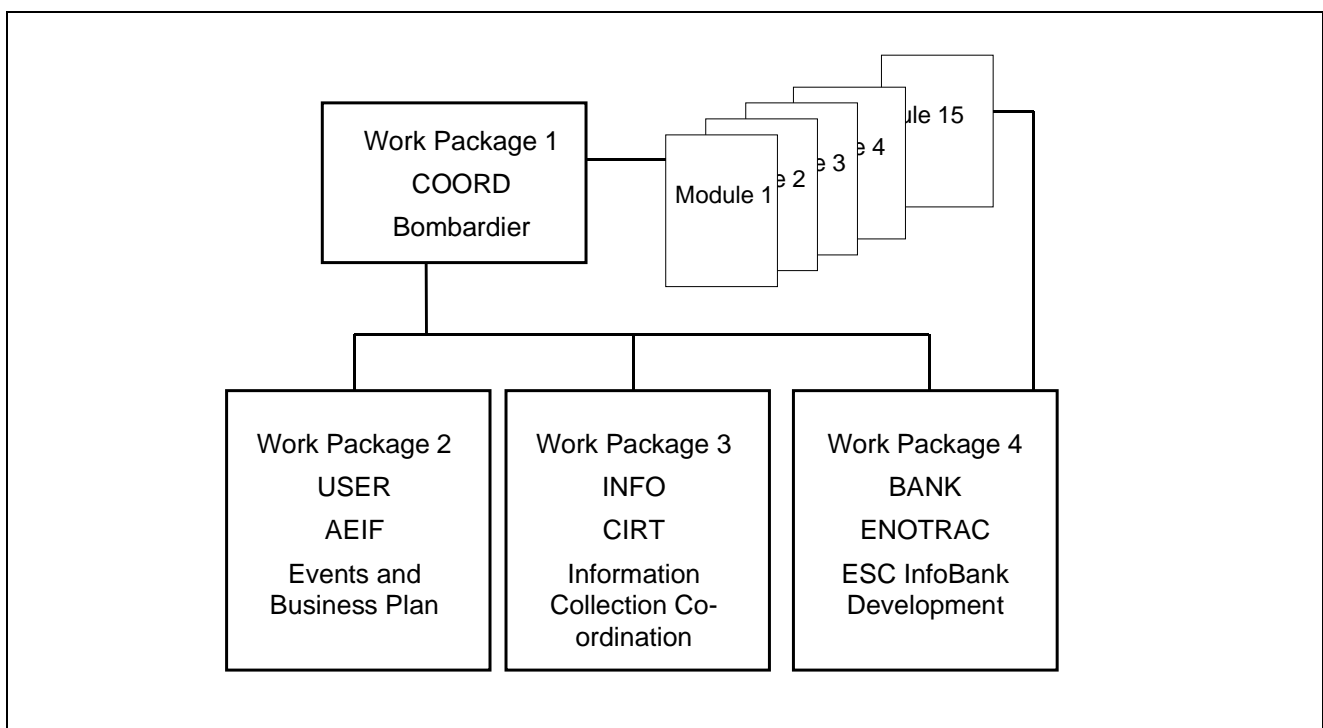 Work Package 1
COORD
Bombardier
Module 1
e 2
e 3
e 4
ule 15
Work Package 2
USER
AEIF
Events and
Business Plan
Work Package 3
INFO
CIRT
Information
Collection Co-
ordination
Work Package 4
BANK
ENOTRAC
ESC InfoBank
Development